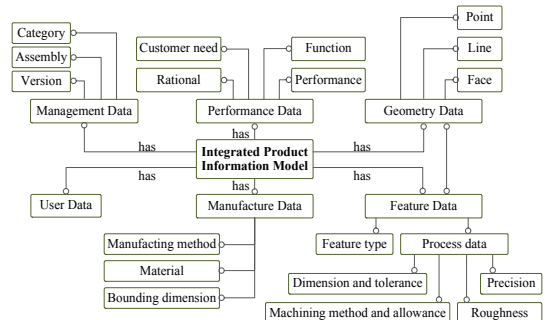 Point
Category
Customer need
Function
Line
Assembly
Version
Rational
Performance
Face
Management Data
Performance Data
Geometry Data
has
has
Integrated Product
Information Model
has
has
has
has
User Data
Manufacture Data
Feature Data
Manufacting method
Feature type
Process data
Material
Dimension and tolerance
Precision
Bounding dimension
Machining method and allowance
Roughness